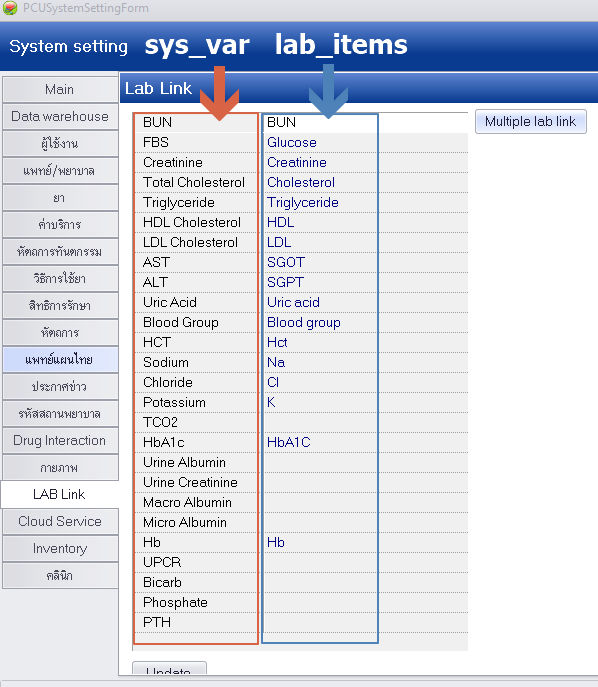 PCUSystemSettingForm
System setting sys_var lab_items
Main
Data warehouse
ผู้ใช้งาน
แพทย์/พยาบาล
ยา
ค่าบริการ
หัตถการทันตกรรม
วิธีการใช้ยา
สิทธิการรักษา
หัตถการ
แพทย์แผนไทย
ประกาศข่าว
รหัสสถานพยาบาล
Drug Interaction
กายภาพ
LAB Link
Cloud Service
Inventory
คลินิก
Lab Link
BUN BUN
FBS Glucose
Creatinine Creatinine
Total Cholesterol Cholesterol
Triglyceride Triglyceride
HDL Cholesterol HDL
LDL Cholesterol LDL
AST SGOT
ALT SGPT
Uric Acid Uric acid
Blood Group Blood group
HCT Hct
Sodium Na
Chloride Cl
Potassium K
TCO2
HbA1c HbA1C
Urine Albumin
Urine Creatinine
Macro Albumin
Micro Albumin
Hb Hb
UPCR
Bicarb
Phosphate
PTH
Multiple lab link
Update